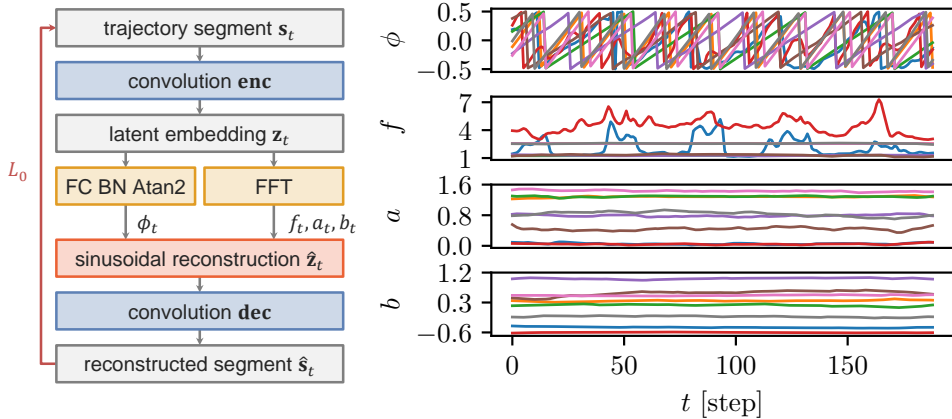 trajectory segment s_t
convolution enc
latent embedding z_t
L_0
FC BN Atan2
FFT
ϕ_t
f_t, a_t, b_t
sinusoidal reconstruction ẑ_t
convolution dec
reconstructed segment ŝ_t
ϕ
0.5
0.0
−0.5
f
7
4
1
a
1.6
0.8
0.0
b
1.2
0.3
−0.6
0
50
100
150
t [step]